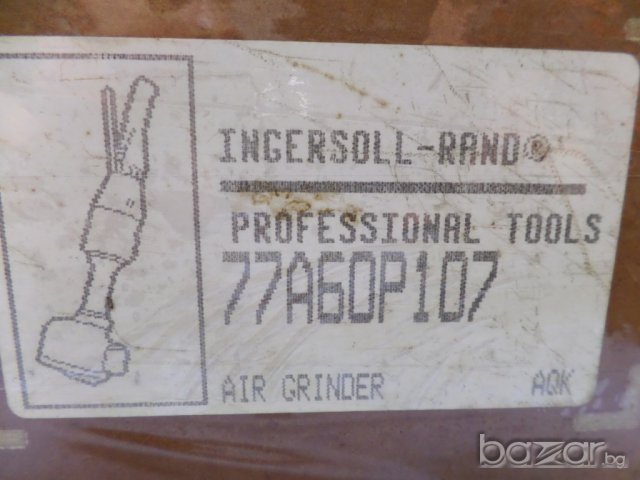 INGERSOLL-RAND®
PROFESSIONAL TOOLS
77A60P107
AIR GRINDER AQK
bazar.bg